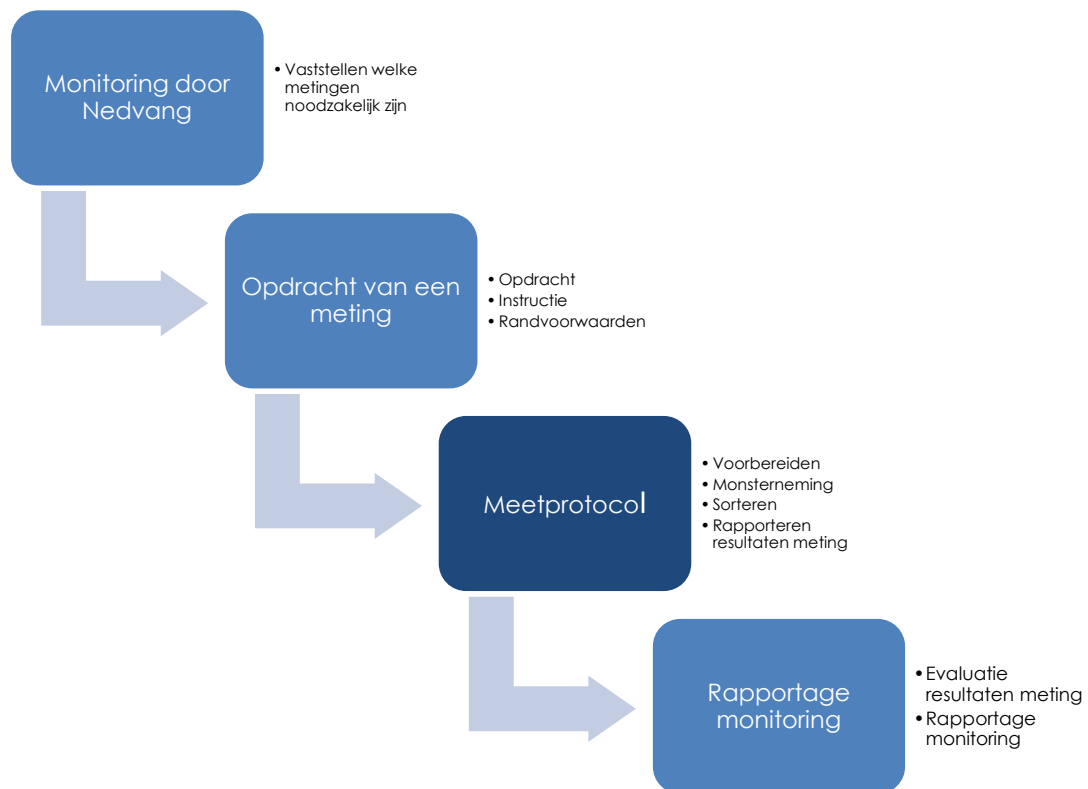 Monitoring door
Nedvang
• Vaststellen welke
metingen
noodzakelijk zijn
Opdracht van een
meting
• Opdracht
• Instructie
• Randvoorwaarden
Meetprotocol
• Voorbereiden
• Monsterneming
• Sorteren
• Rapporteren
resultaten meting
Rapportage
monitoring
• Evaluatie
resultaten meting
• Rapportage
monitoring